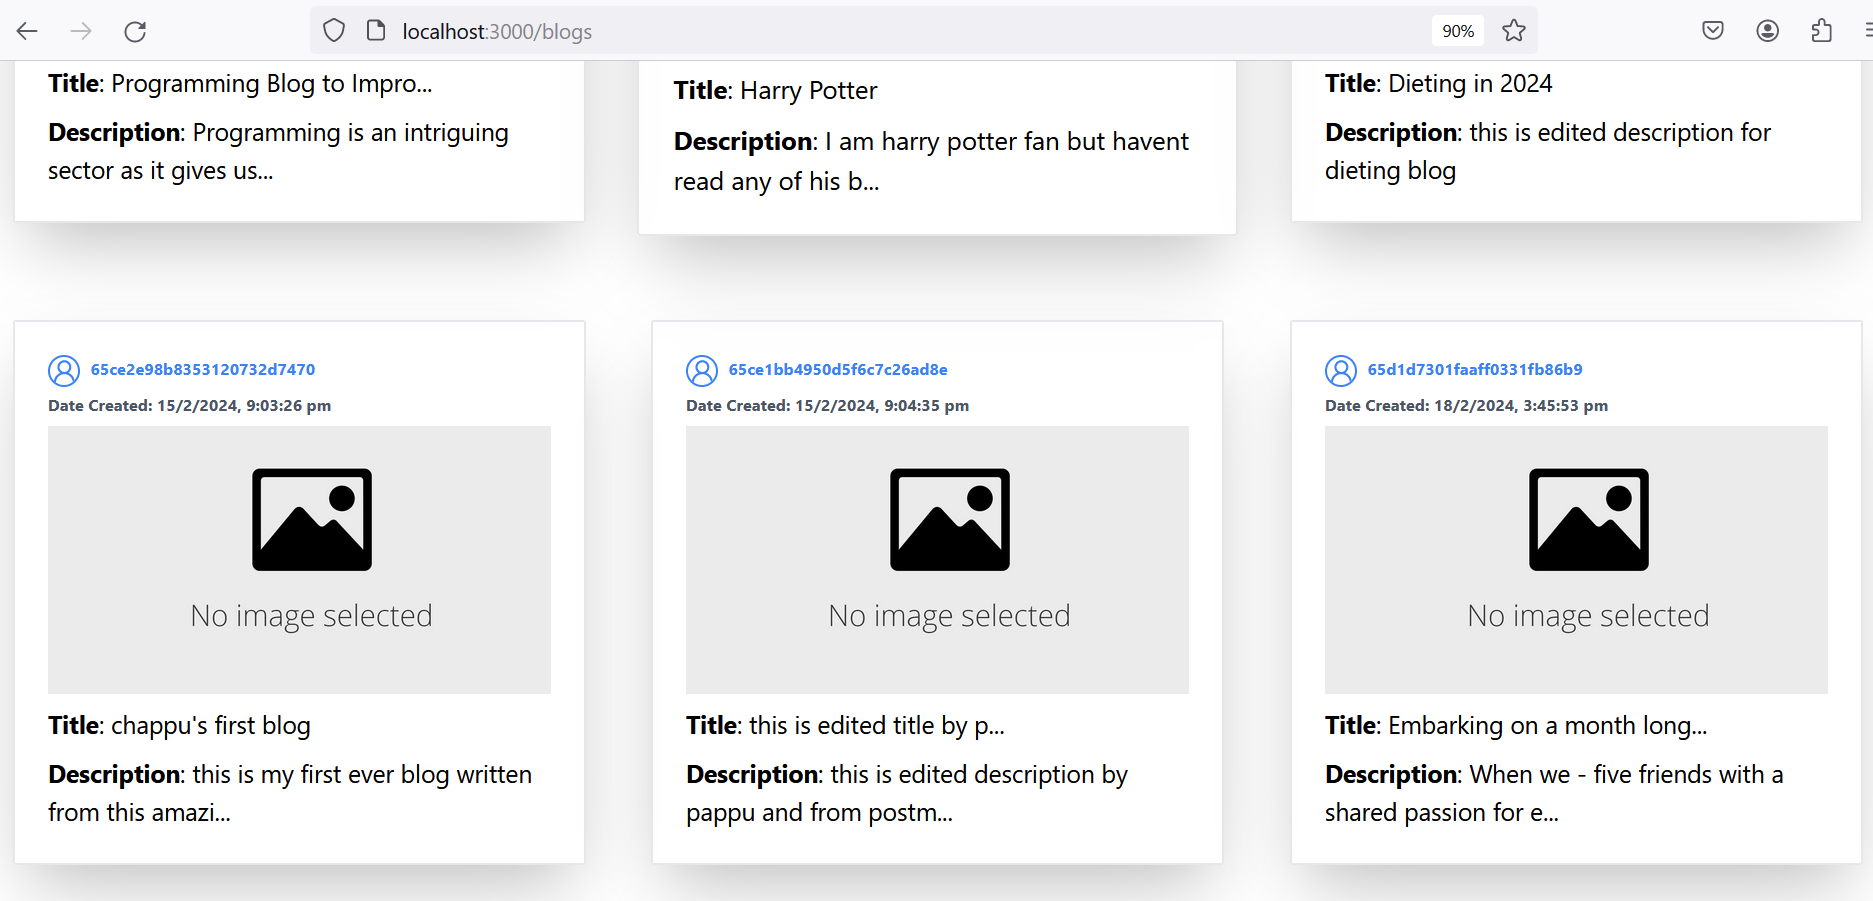 localhost:3000/blogs
90%
Title: Programming Blog to Impro...
Description: Programming is an intriguing
sector as it gives us...
Title: Harry Potter
Description: I am harry potter fan but havent
read any of his b...
Title: Dieting in 2024
Description: this is edited description for
dieting blog
65ce2e98b8353120732d7470
Date Created: 15/2/2024, 9:03:26 pm
No image selected
Title: chappu's first blog
Description: this is my first ever blog written
from this amazi...
65ce1bb4950d5f6c7c26ad8e
Date Created: 15/2/2024, 9:04:35 pm
No image selected
Title: this is edited title by p...
Description: this is edited description by
pappu and from postm...
65d1d7301faaff0331fb86b9
Date Created: 18/2/2024, 3:45:53 pm
No image selected
Title: Embarking on a month long...
Description: When we - five friends with a
shared passion for e...